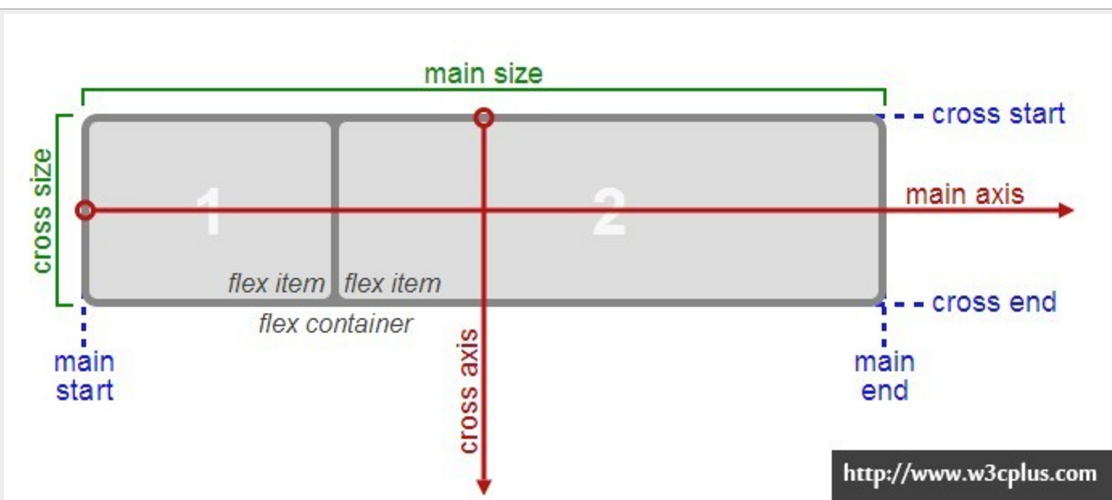 main size
cross start
cross size
main axis
1
2
flex item
flex item
cross end
flex container
main
start
cross axis
main
end
http://www.w3cplus.com